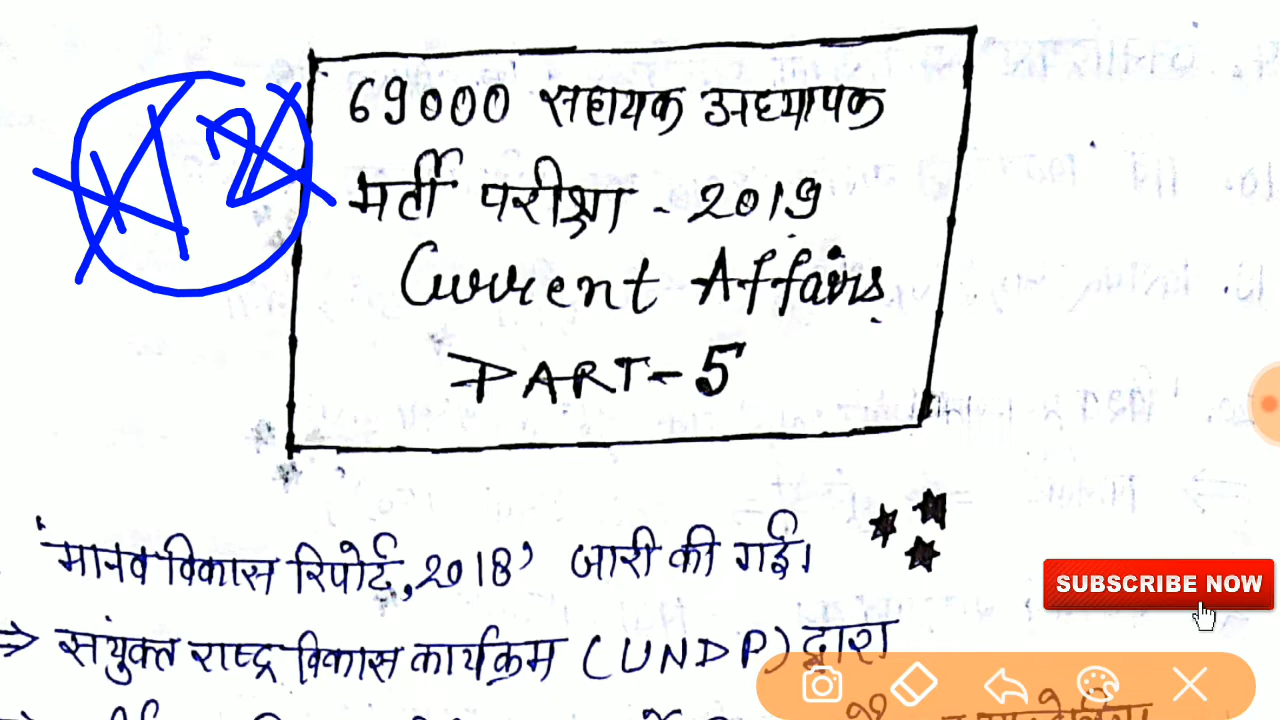 69000 सहायक अध्यापक
भर्ती परीक्षा - 2019
Current Affairs
PART-5
'मानव विकास रिपोर्ट, 2018' जारी की गई।
SUBSCRIBE NOW
⇒ संयुक्त राष्ट्र विकास कार्यक्रम (UNDP) द्वारा